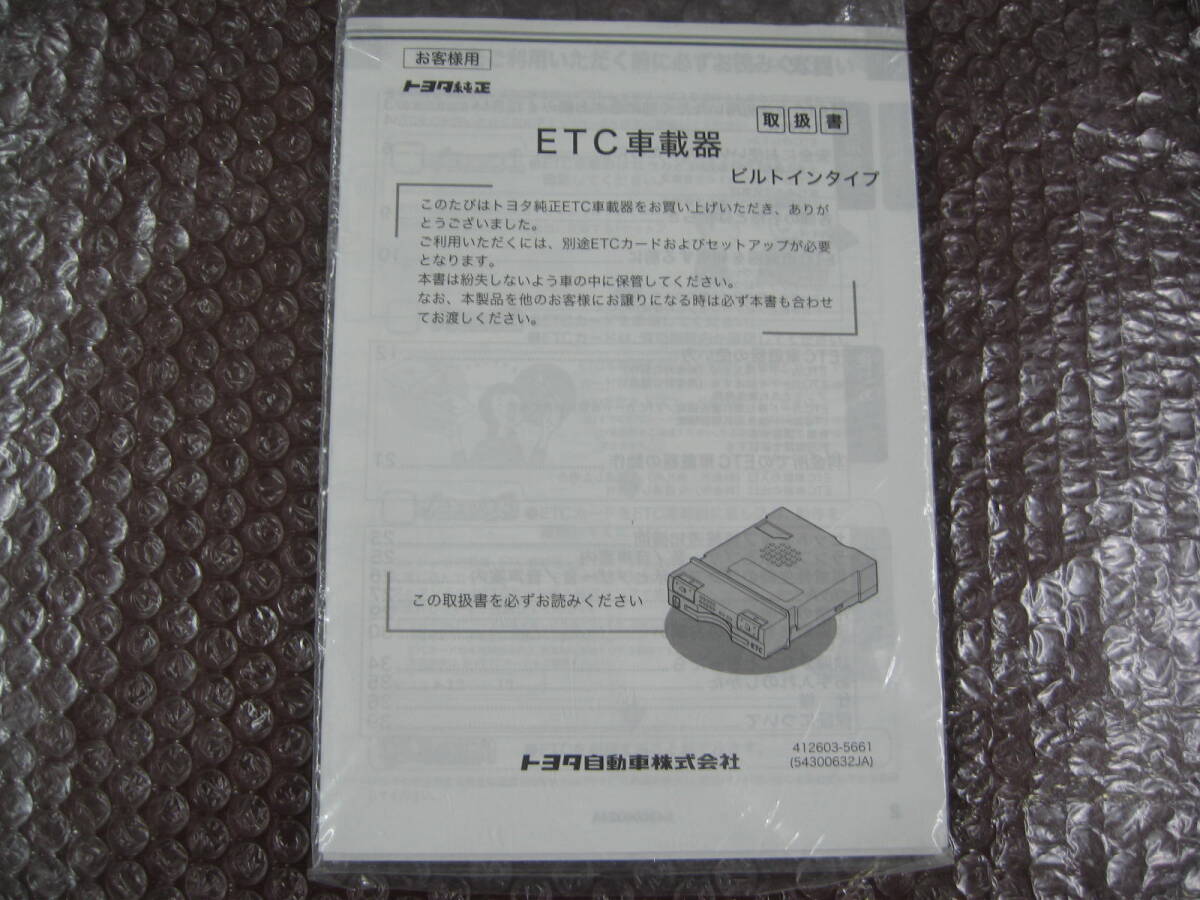 お客様用
トヨタ純正
取扱書
ETC車載器
ビルトインタイプ
このたびはトヨタ純正ETC車載器をお買い上げいただき、ありが
とうございました。
ご利用いただくには、別途ETCカードおよびセットアップが必要
となります。
本書は紛失しないよう車の中に保管してください。
なお、本製品を他のお客様にお譲りになる時は必ず本書も合わせ
てお渡しください。
この取扱書を必ずお読みください
ETC
トヨタ自動車株式会社
412603-5661
(54300632JA)